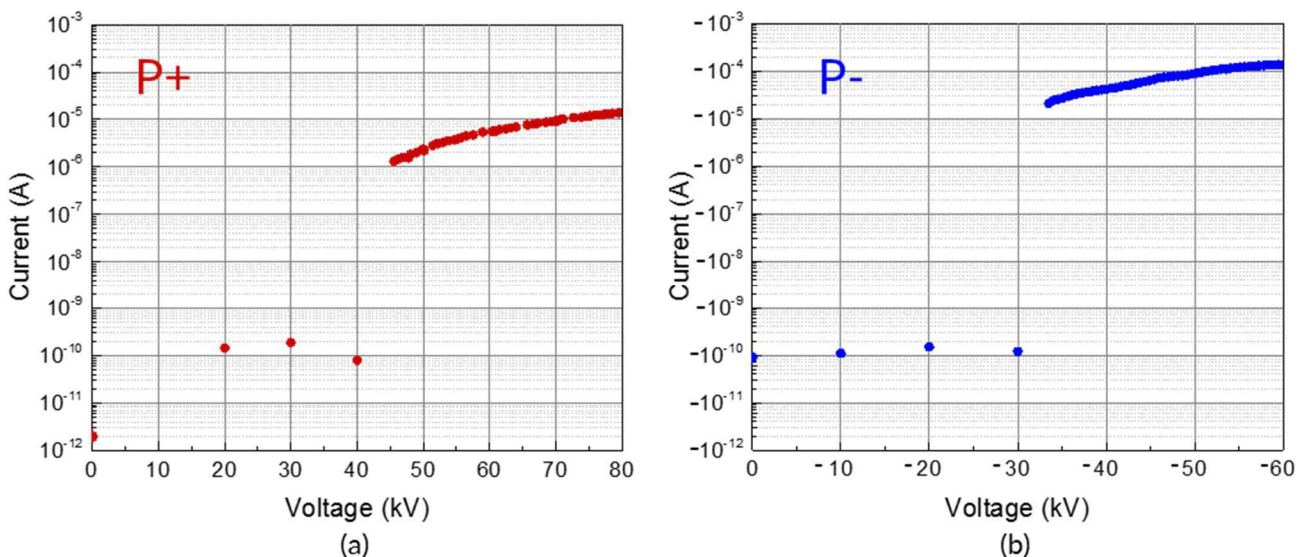 P+
Current (A)
10⁻³
10⁻⁴
10⁻⁵
10⁻⁶
10⁻⁷
10⁻⁸
10⁻⁹
10⁻¹⁰
10⁻¹¹
10⁻¹²
0 10 20 30 40 50 60 70 80
Voltage (kV)
(a)
P-
Current (A)
-10⁻³
-10⁻⁴
-10⁻⁵
-10⁻⁶
-10⁻⁷
-10⁻⁸
-10⁻⁹
-10⁻¹⁰
-10⁻¹¹
-10⁻¹²
0 -10 -20 -30 -40 -50 -60
Voltage (kV)
(b)